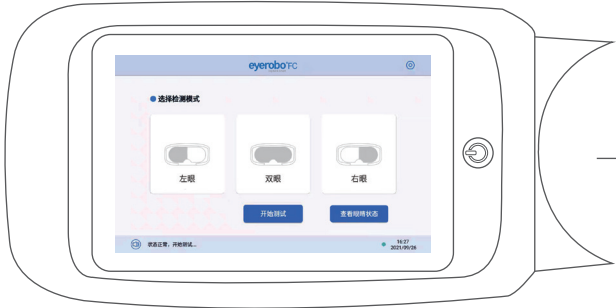 eyerobo FC
选择检测模式
左眼
双眼
右眼
开始测试
查看眼睛状态
状态正常，开始测试...
16:27
2021/09/26